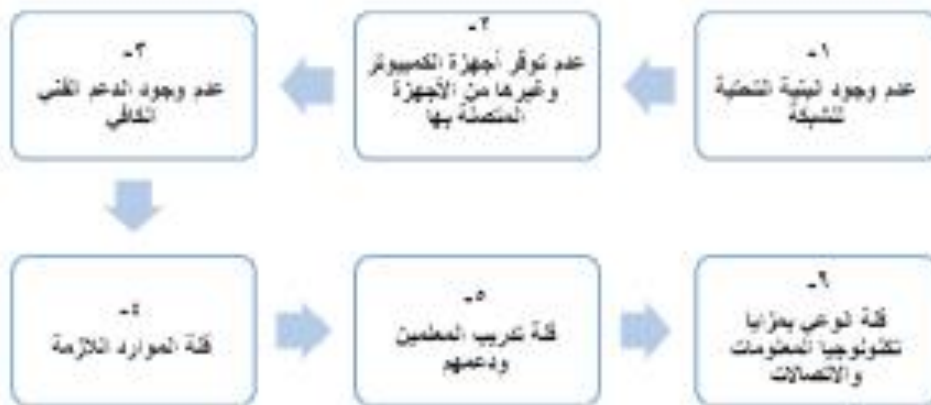 ١-
عدم وجود البنية التحتية
للشبكة
٢-
عدم توفر أجهزة الكمبيوتر
وغيرها من الأجهزة
المتصلة بها
٣-
عدم وجود الدعم الفني
الكافي
٤-
قلة الموارد اللازمة
٥-
قلة تدريب المعلمين
ودعمهم
٦-
قلة الوعي بمزايا
تكنولوجيا المعلومات
والاتصالات